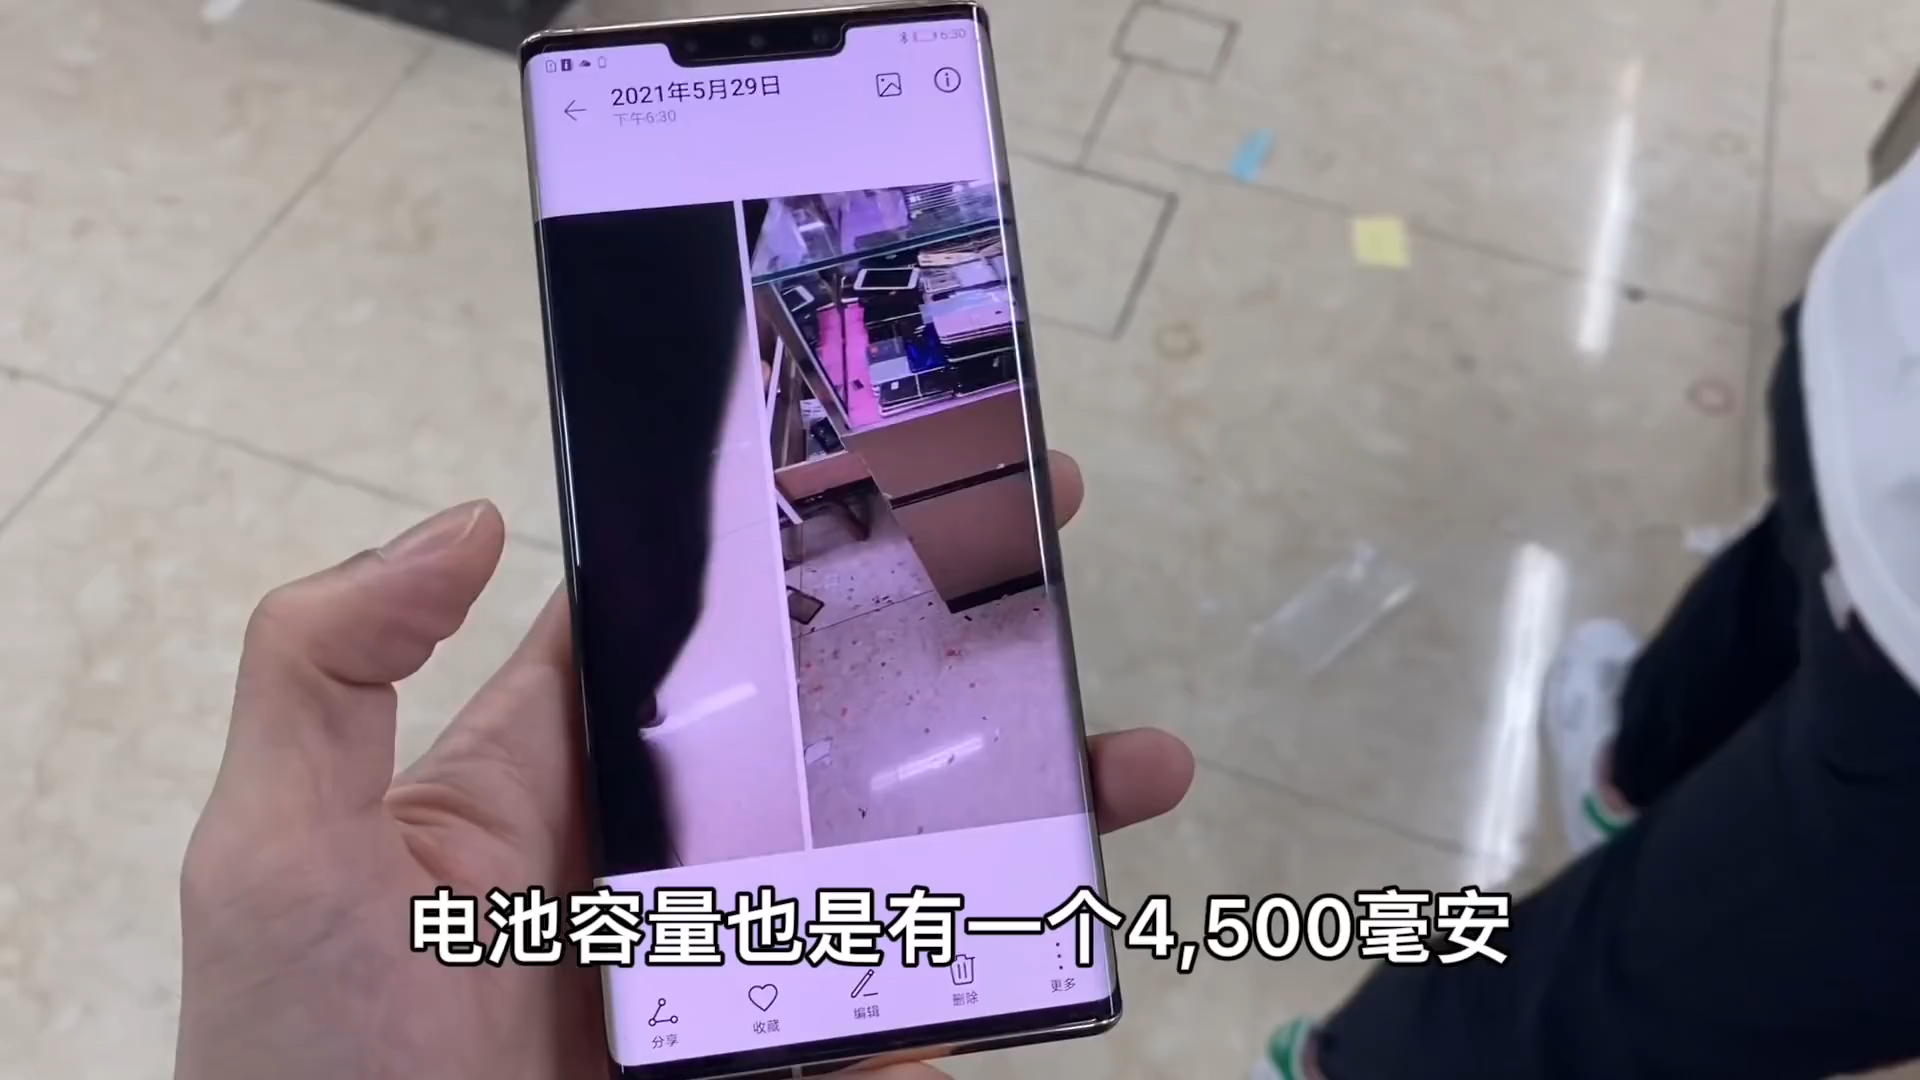 6:30
2021年5月29日
下午6:30
电池容量也是有一个4,500毫安
分享
收藏
编辑
删除
更多